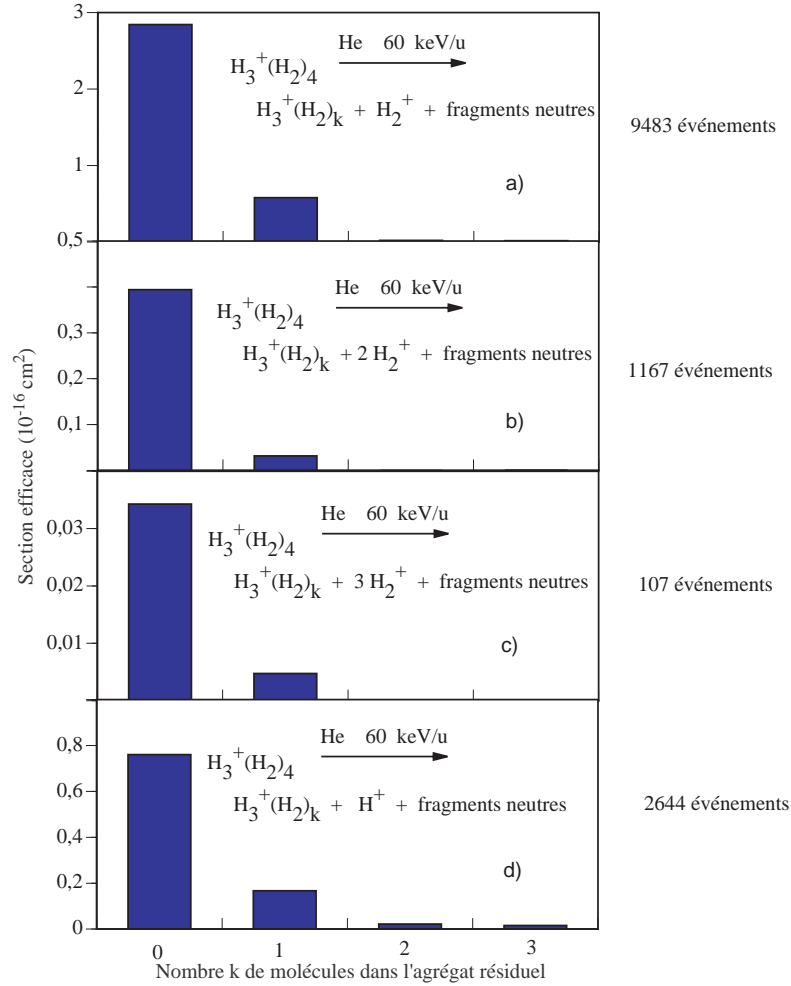 Section efficace (10-16 cm2)
3
2
1
0,5
He 60 keV/u
H3+(H2)4
H3+(H2)k + H2+ + fragments neutres
a)
9483 événements
0,3
0,2
0,1
He 60 keV/u
H3+(H2)4
H3+(H2)k + 2 H2+ + fragments neutres
b)
1167 événements
0,03
0,02
0,01
He 60 keV/u
H3+(H2)4
H3+(H2)k + 3 H2+ + fragments neutres
c)
107 événements
0,8
0,6
0,4
0,2
0
He 60 keV/u
H3+(H2)4
H3+(H2)k + H+ + fragments neutres
d)
2644 événements
0 1 2 3
Nombre k de molécules dans l'agrégat résiduel